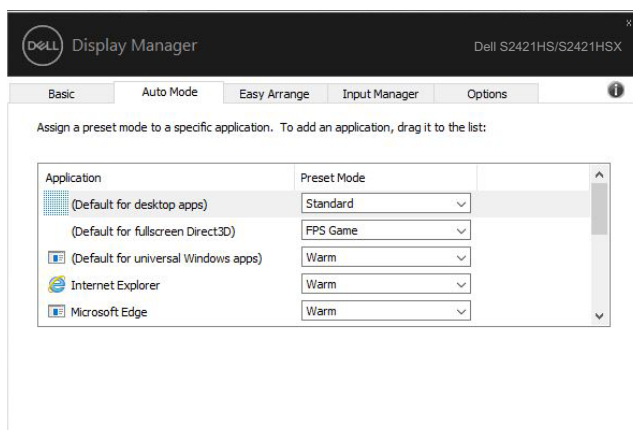 DELL Display Manager
Dell S2421HS/S2421HSX
Basic Auto Mode Easy Arrange Input Manager Options
Assign a preset mode to a specific application. To add an application, drag it to the list:
Application Preset Mode
(Default for desktop apps) Standard
(Default for fullscreen Direct3D) FPS Game
(Default for universal Windows apps) Warm
Internet Explorer Warm
Microsoft Edge Warm